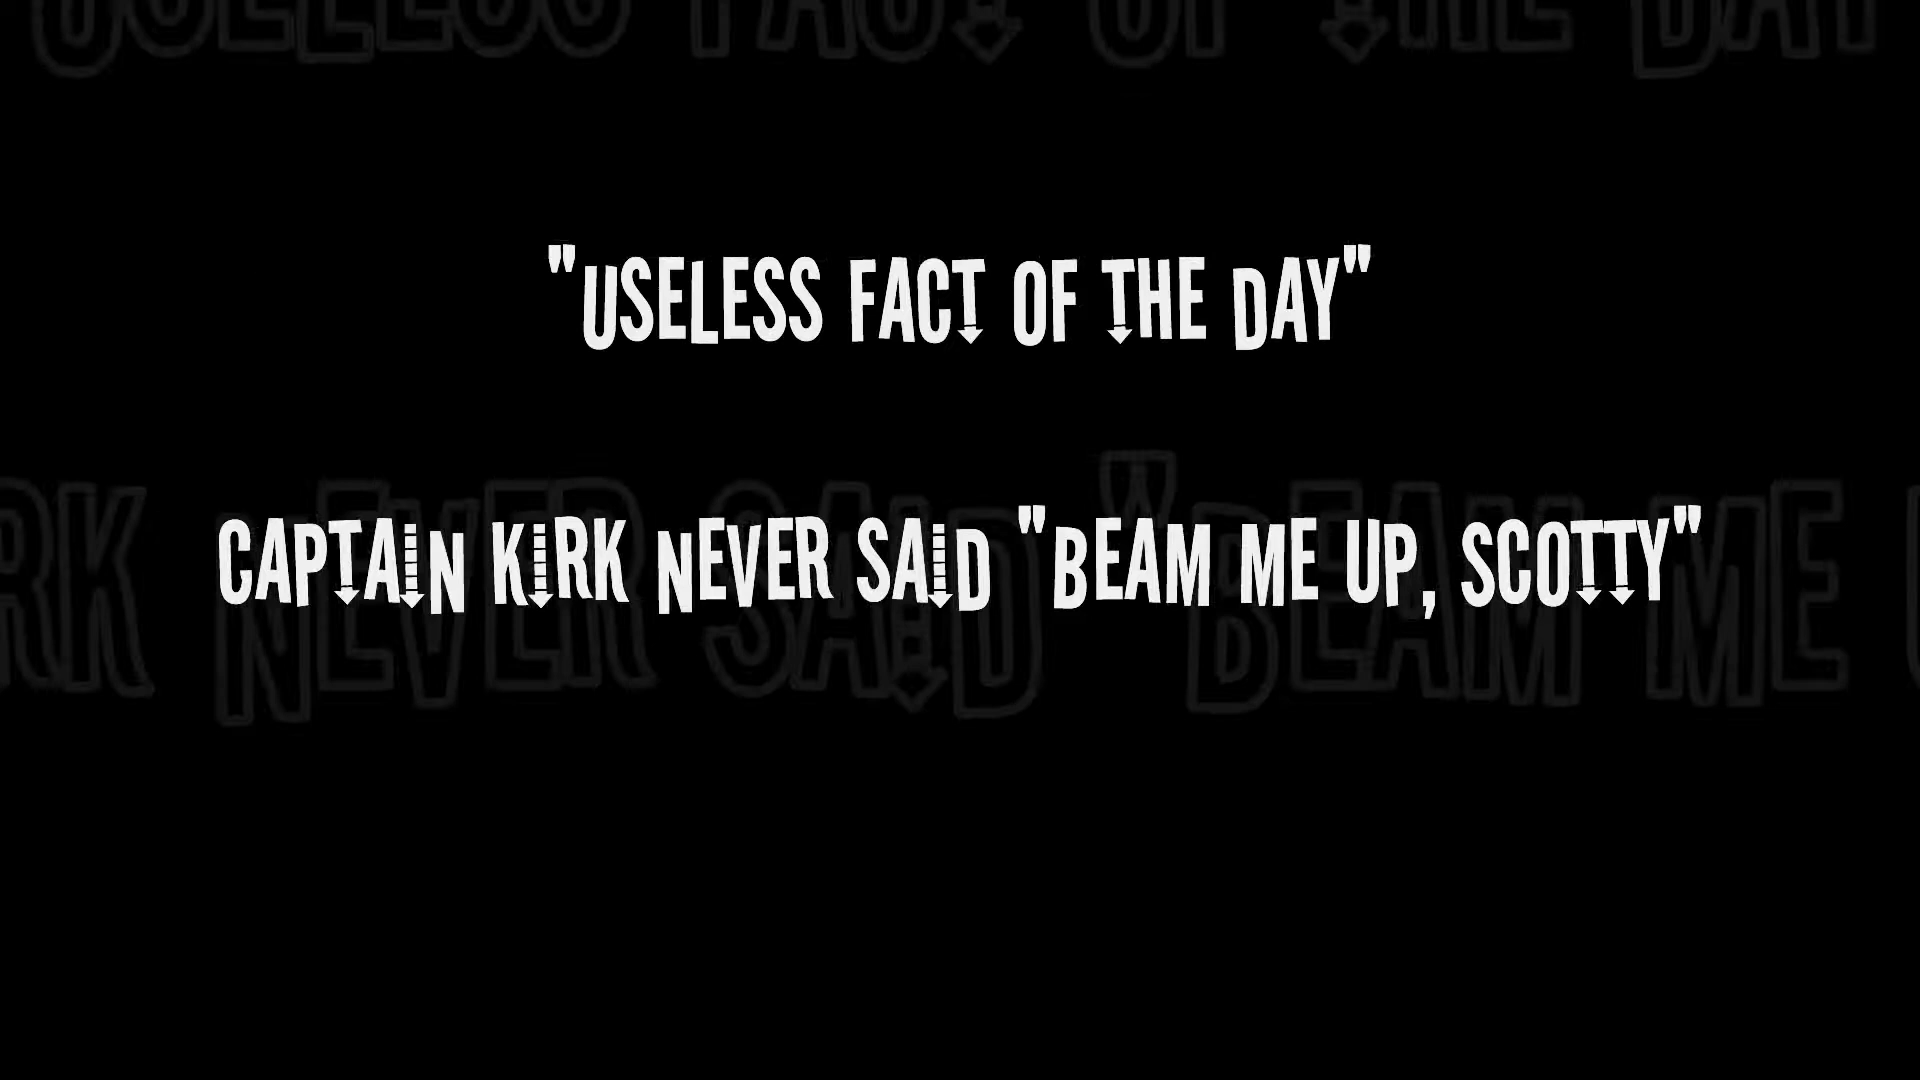 "USELESS FACT OF THE DAY"
CAPTAIN KIRK NEVER SAID "BEAM ME UP, SCOTTY"